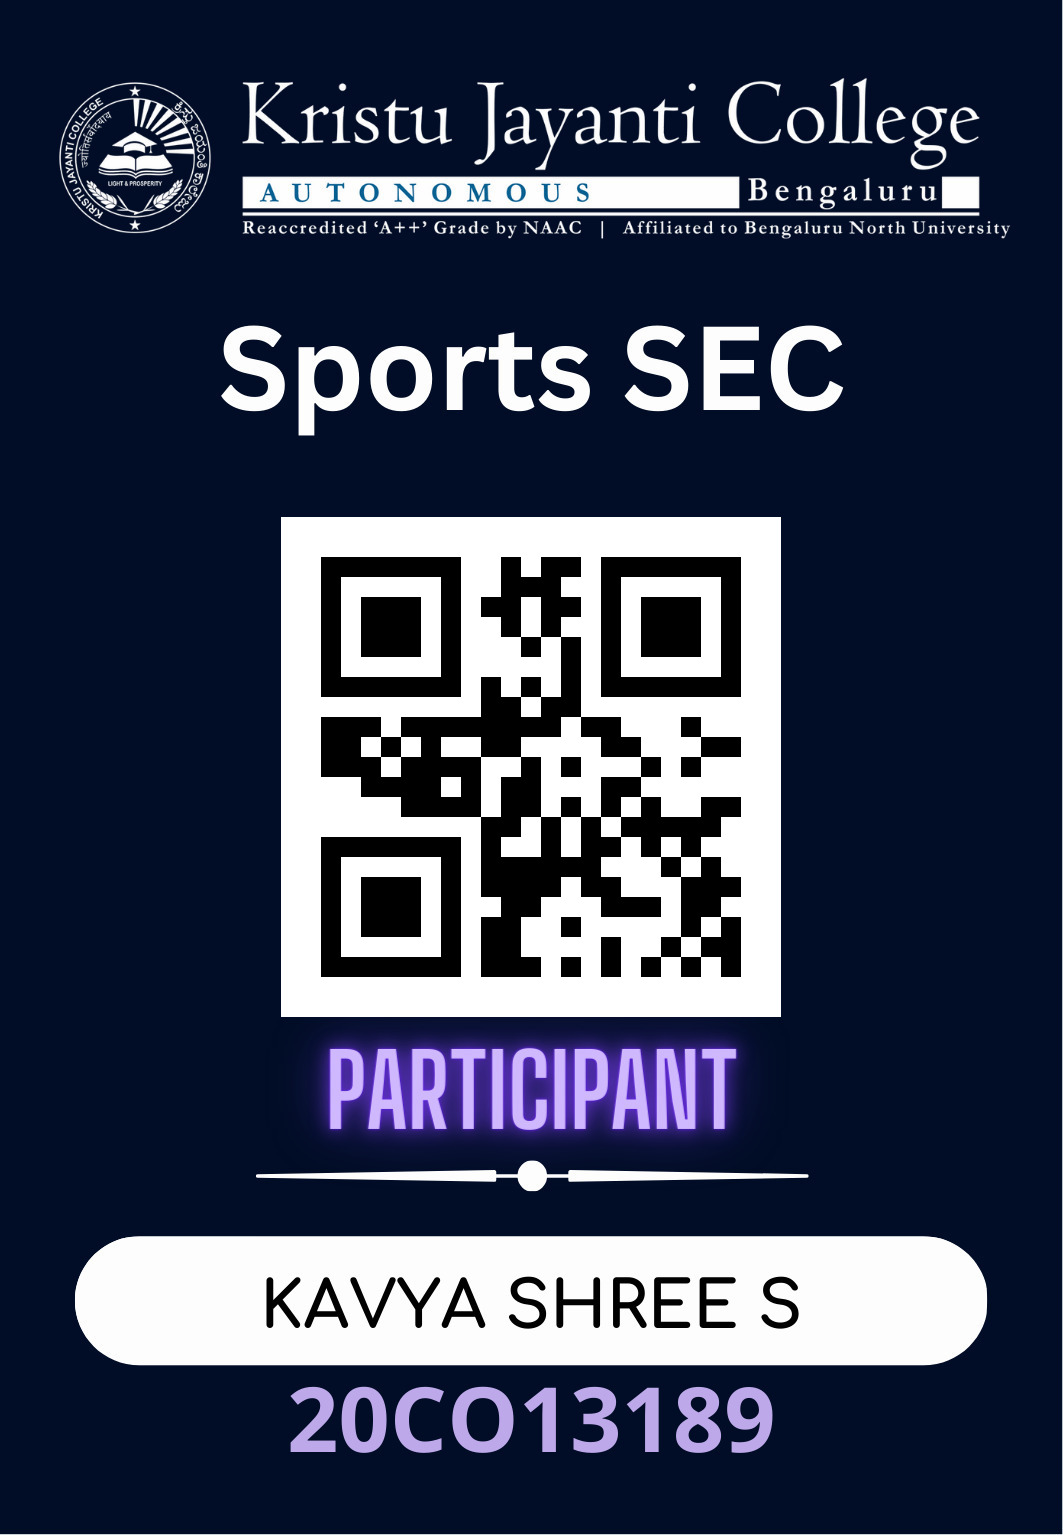 KRISTU JAYANTI COLLEGE
LIGHT & PROSPERITY
Kristu Jayanti College
AUTONOMOUS Bengaluru
Reaccredited ‘A++’ Grade by NAAC | Affiliated to Bengaluru North University
Sports SEC
PARTICIPANT
KAVYA SHREE S
20CO13189